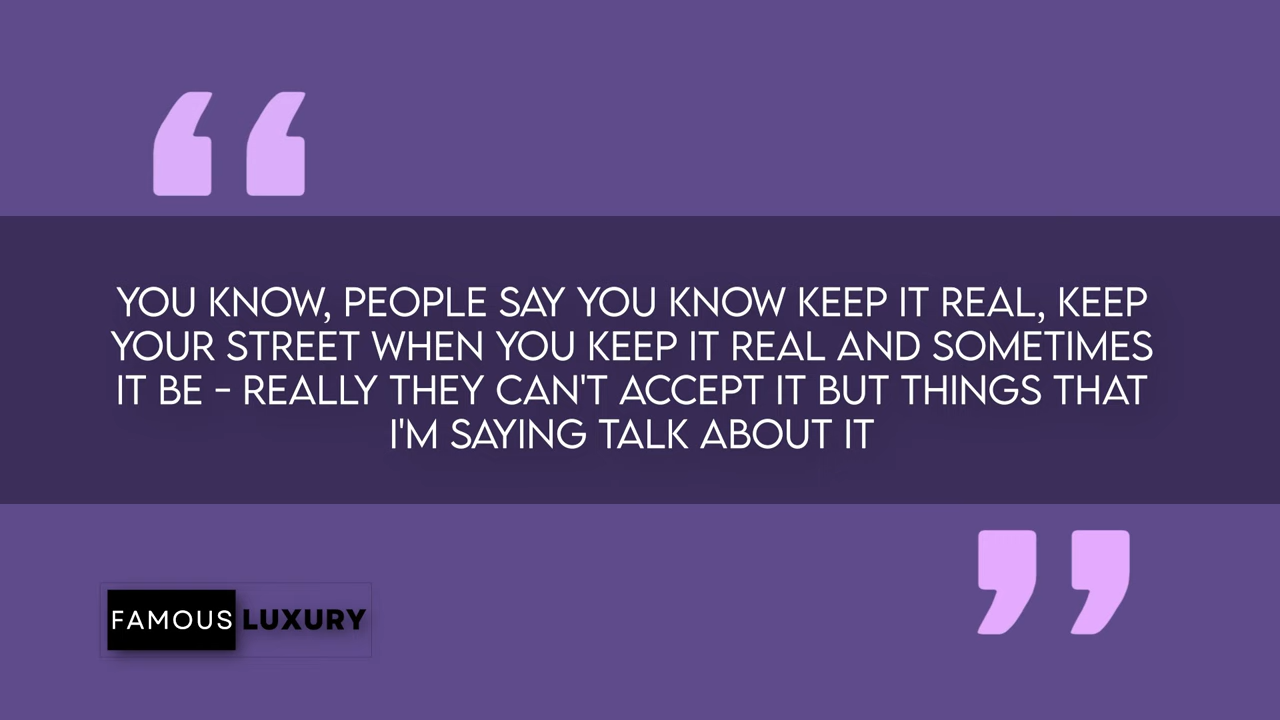 YOU KNOW, PEOPLE SAY YOU KNOW KEEP IT REAL, KEEP
YOUR STREET WHEN YOU KEEP IT REAL AND SOMETIMES
IT BE - REALLY THEY CAN'T ACCEPT IT BUT THINGS THAT
I'M SAYING TALK ABOUT IT
FAMOUS LUXURY